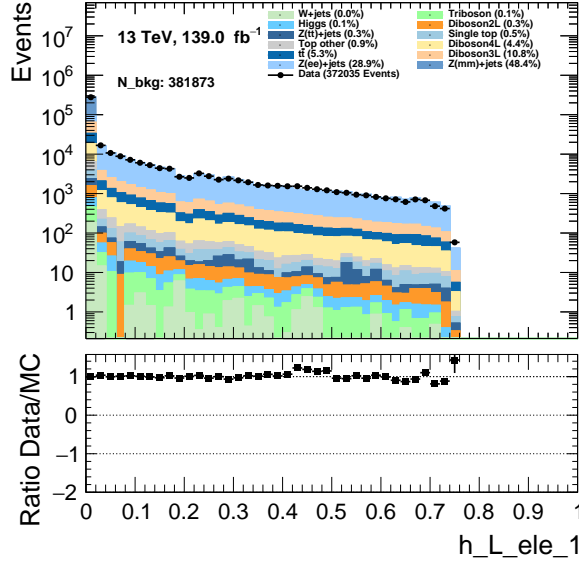 Events
13 TeV, 139.0 fb⁻¹
N_bkg: 381873
W+jets (0.0%)
Higgs (0.1%)
Z(tt)+jets (0.3%)
Top other (0.9%)
tt̄ (5.3%)
Z(ee)+jets (28.9%)
Data (372035 Events)
Triboson (0.1%)
Diboson2L (0.3%)
Single top (0.5%)
Diboson4L (4.4%)
Diboson3L (10.8%)
Z(mm)+jets (48.4%)
10⁷
10⁶
10⁵
10⁴
10³
10²
10
1
Ratio Data/MC
1
0
−1
−2
0 0.1 0.2 0.3 0.4 0.5 0.6 0.7 0.8 0.9 1
h_L_ele_1